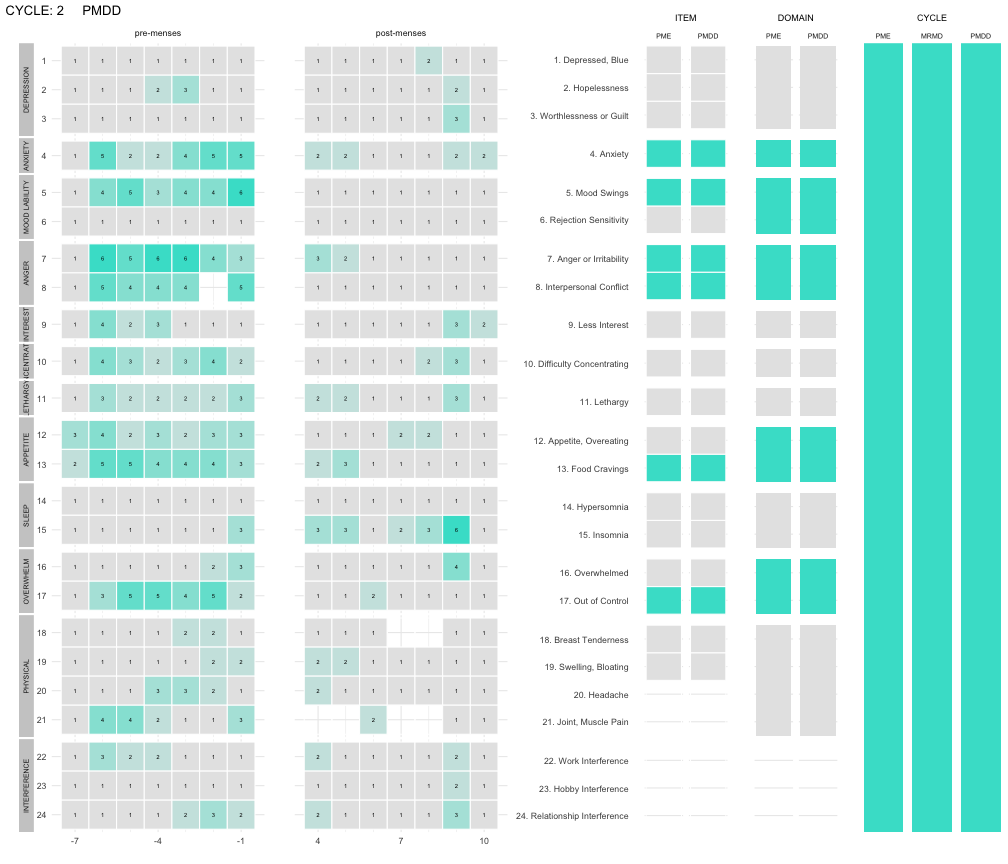 CYCLE: 2 PMDD
ITEM DOMAIN CYCLE
pre-menses post-menses PME PMDD PME PMDD PME MRMD PMDD
DEPRESSION
1 1 1 1 1 1 1 1 1 1 1 1 2 1 1 1. Depressed, Blue
2 1 1 1 2 3 1 1 1 1 1 1 1 2 1 2. Hopelessness
3 1 1 1 1 1 1 1 1 1 1 1 1 3 1 3. Worthlessness or Guilt
ANXIETY
4 1 5 2 2 4 5 5 2 2 1 1 1 2 2 4. Anxiety
MOOD LABILITY
5 1 4 5 3 4 4 6 1 1 1 1 1 1 1 5. Mood Swings
6 1 1 1 1 1 1 1 1 1 1 1 1 1 1 6. Rejection Sensitivity
ANGER
7 1 6 5 6 6 4 3 3 2 1 1 1 1 1 7. Anger or Irritability
8 1 5 4 4 4 5 1 1 1 1 1 1 1 8. Interpersonal Conflict
INTEREST
9 1 4 2 3 1 1 1 1 1 1 1 1 3 2 9. Less Interest
CENTRAT
10 1 4 3 2 3 4 2 1 1 1 1 2 3 1 10. Difficulty Concentrating
ETHARGY
11 1 3 2 2 2 2 3 2 2 1 1 1 3 1 11. Lethargy
APPETITE
12 3 4 2 3 2 3 3 1 1 1 2 2 1 1 12. Appetite, Overeating
13 2 5 5 4 4 4 3 2 3 1 1 1 1 1 13. Food Cravings
SLEEP
14 1 1 1 1 1 1 1 1 1 1 1 1 1 1 14. Hypersomnia
15 1 1 1 1 1 1 3 3 3 1 2 3 6 1 15. Insomnia
OVERWHELM
16 1 1 1 1 1 2 3 1 1 1 1 1 4 1 16. Overwhelmed
17 1 3 5 5 4 5 2 1 1 2 1 1 1 1 17. Out of Control
PHYSICAL
18 1 1 1 1 2 2 1 1 1 1 1 1 18. Breast Tenderness
19 1 1 1 1 1 2 2 2 2 1 1 1 1 1 19. Swelling, Bloating
20 1 1 1 3 3 2 1 2 1 1 1 1 1 1 20. Headache
21 1 4 4 2 1 1 3 2 1 1 21. Joint, Muscle Pain
INTERFERENCE
22 1 3 2 2 1 1 1 2 1 1 1 1 2 1 22. Work Interference
23 1 1 1 1 1 1 1 1 1 1 1 1 2 1 23. Hobby Interference
24 1 1 1 1 2 3 2 2 1 1 1 1 3 1 24. Relationship Interference
-7 -4 -1 4 7 10